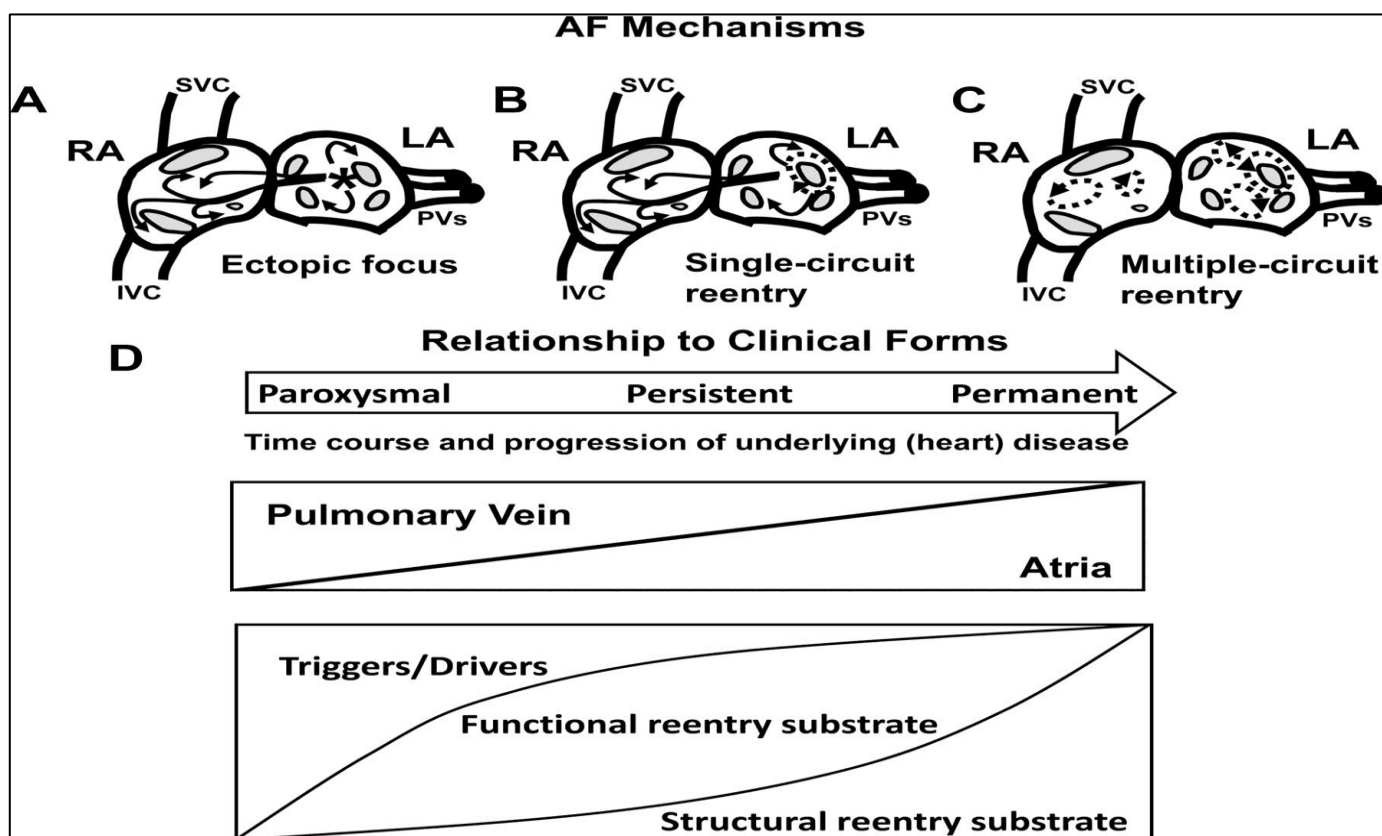 AF Mechanisms
A
SVC
RA
LA
PVs
IVC
Ectopic focus
B
SVC
RA
LA
PVs
IVC
Single-circuit
reentry
C
SVC
RA
LA
PVs
IVC
Multiple-circuit
reentry
D
Relationship to Clinical Forms
Paroxysmal Persistent Permanent
Time course and progression of underlying (heart) disease
Pulmonary Vein
Atria
Triggers/Drivers
Functional reentry substrate
Structural reentry substrate